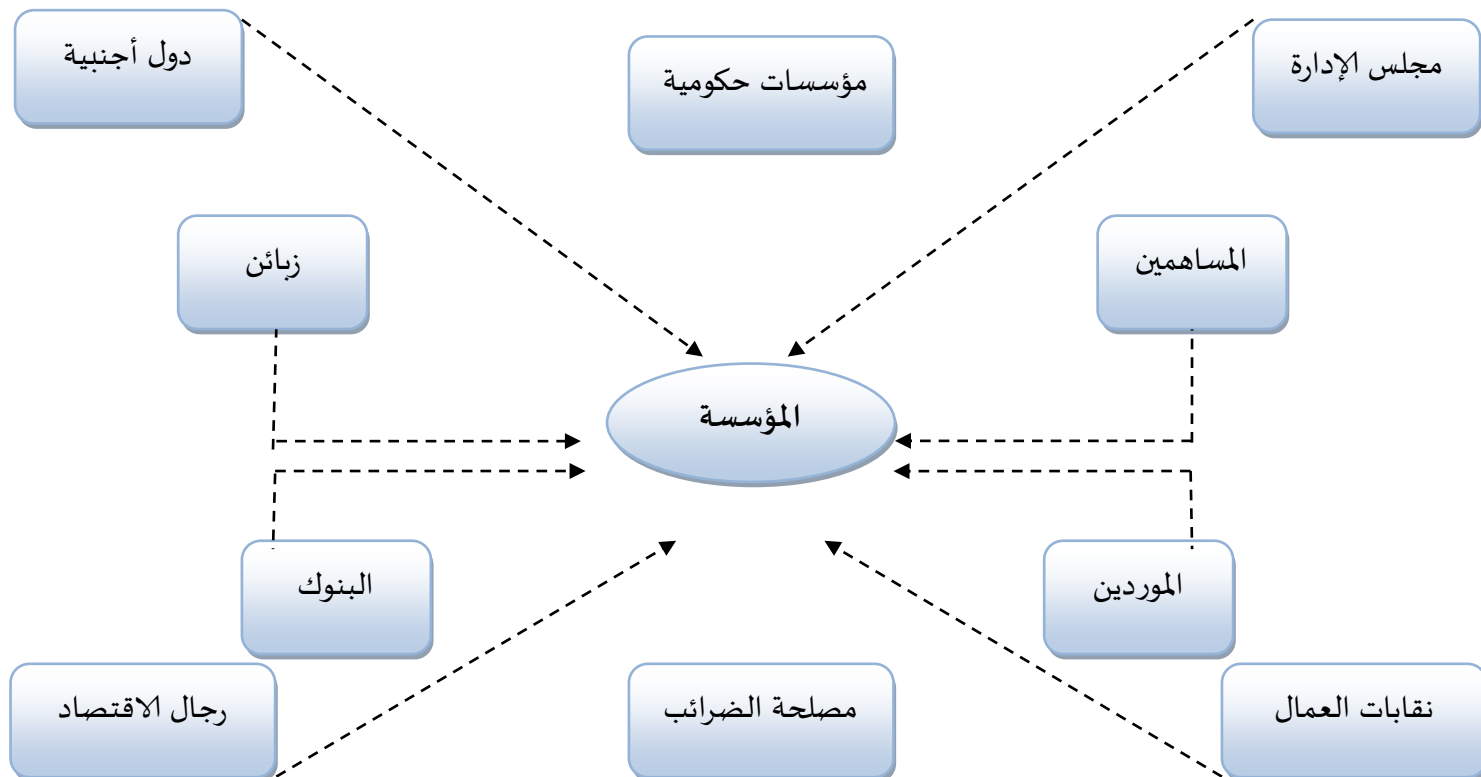 مجلس الإدارة
مؤسسات حكومية
دول أجنبية
المساهمين
زبائن
المؤسسة
الموردين
البنوك
نقابات العمال
مصلحة الضرائب
رجال الاقتصاد